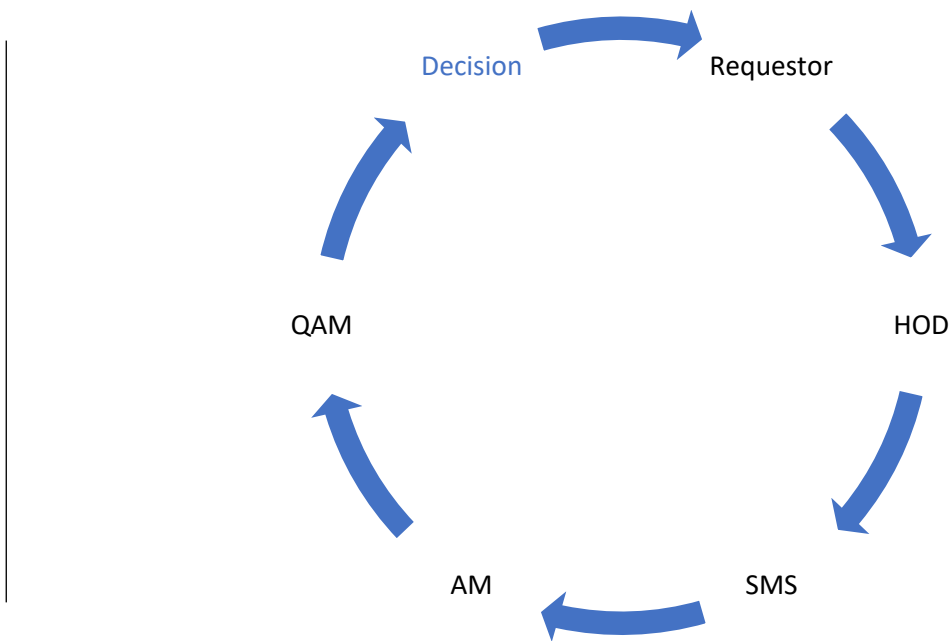 Decision
Requestor
QAM
HOD
AM
SMS